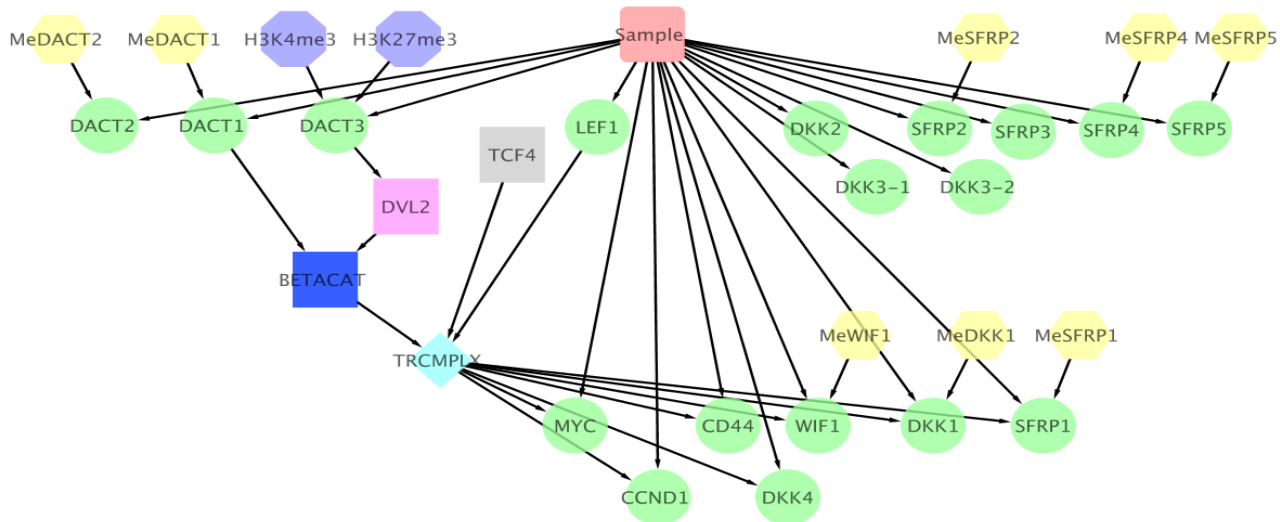 MeDACT2
MeDACT1
H3K4me3
H3K27me3
Sample
MeSFRP2
MeSFRP4
MeSFRP5
DACT2
DACT1
DACT3
LEF1
DKK2
SFRP2
SFRP3
SFRP4
SFRP5
TCF4
DKK3-1
DKK3-2
DVL2
BETACAT
TRCMPLX
MeWIF1
MeDKK1
MeSFRP1
MYC
CD44
WIF1
DKK1
SFRP1
CCND1
DKK4